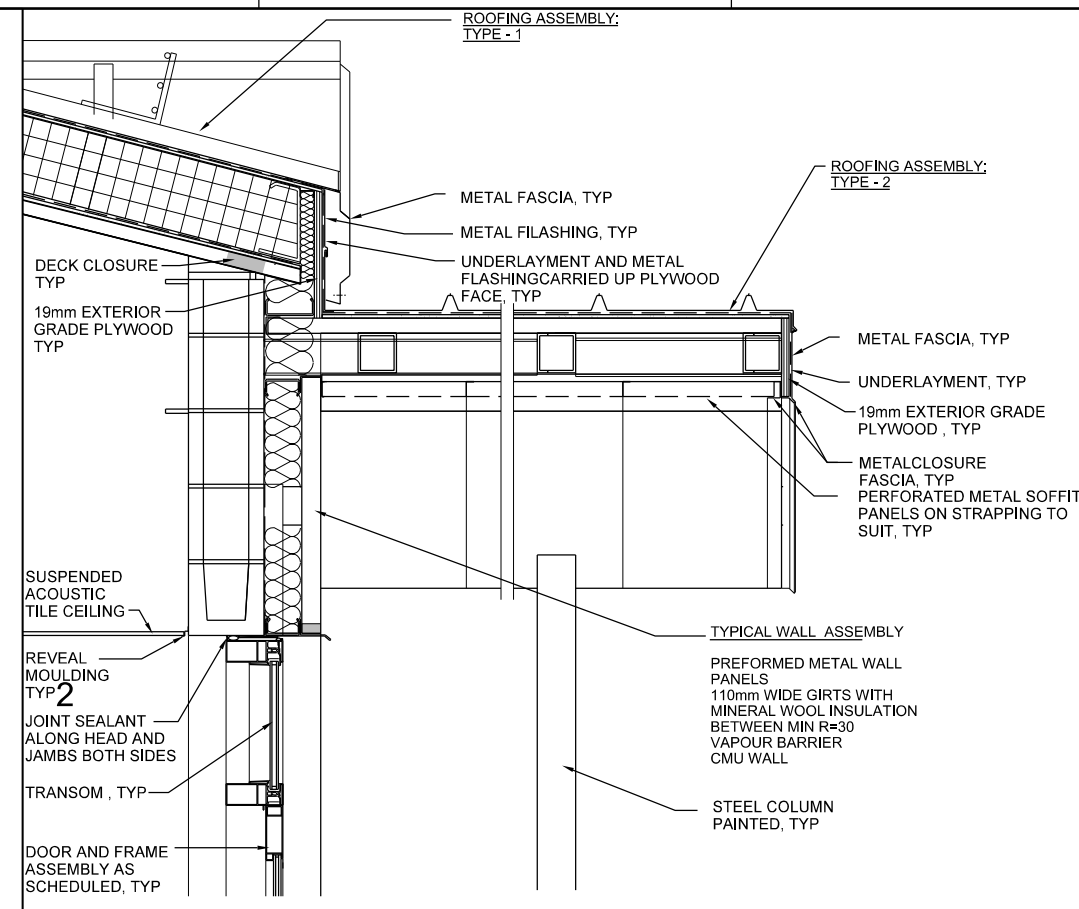 ROOFING ASSEMBLY:
TYPE - 1
ROOFING ASSEMBLY:
TYPE - 2
METAL FASCIA, TYP
METAL FILASHING, TYP
UNDERLAYMENT AND METAL
FLASHINGCARRIED UP PLYWOOD
FACE, TYP
DECK CLOSURE
TYP
19mm EXTERIOR
GRADE PLYWOOD
TYP
METAL FASCIA, TYP
UNDERLAYMENT, TYP
19mm EXTERIOR GRADE
PLYWOOD , TYP
METALCLOSURE
FASCIA, TYP
PERFORATED METAL SOFFIT
PANELS ON STRAPPING TO
SUIT, TYP
SUSPENDED
ACOUSTIC
TILE CEILING
REVEAL
MOULDING
TYP 2
JOINT SEALANT
ALONG HEAD AND
JAMBS BOTH SIDES
TRANSOM , TYP
DOOR AND FRAME
ASSEMBLY AS
SCHEDULED, TYP
TYPICAL WALL ASSEMBLY
PREFORMED METAL WALL
PANELS
110mm WIDE GIRTS WITH
MINERAL WOOL INSULATION
BETWEEN MIN R=30
VAPOUR BARRIER
CMU WALL
STEEL COLUMN
PAINTED, TYP